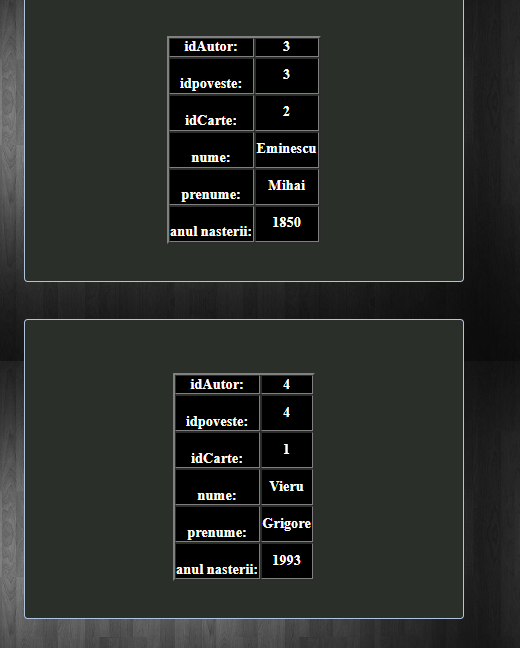 idAutor: 3
idpoveste: 3
idCarte: 2
nume: Eminescu
prenume: Mihai
anul nasterii: 1850
idAutor: 4
idpoveste: 4
idCarte: 1
nume: Vieru
prenume: Grigore
anul nasterii: 1993